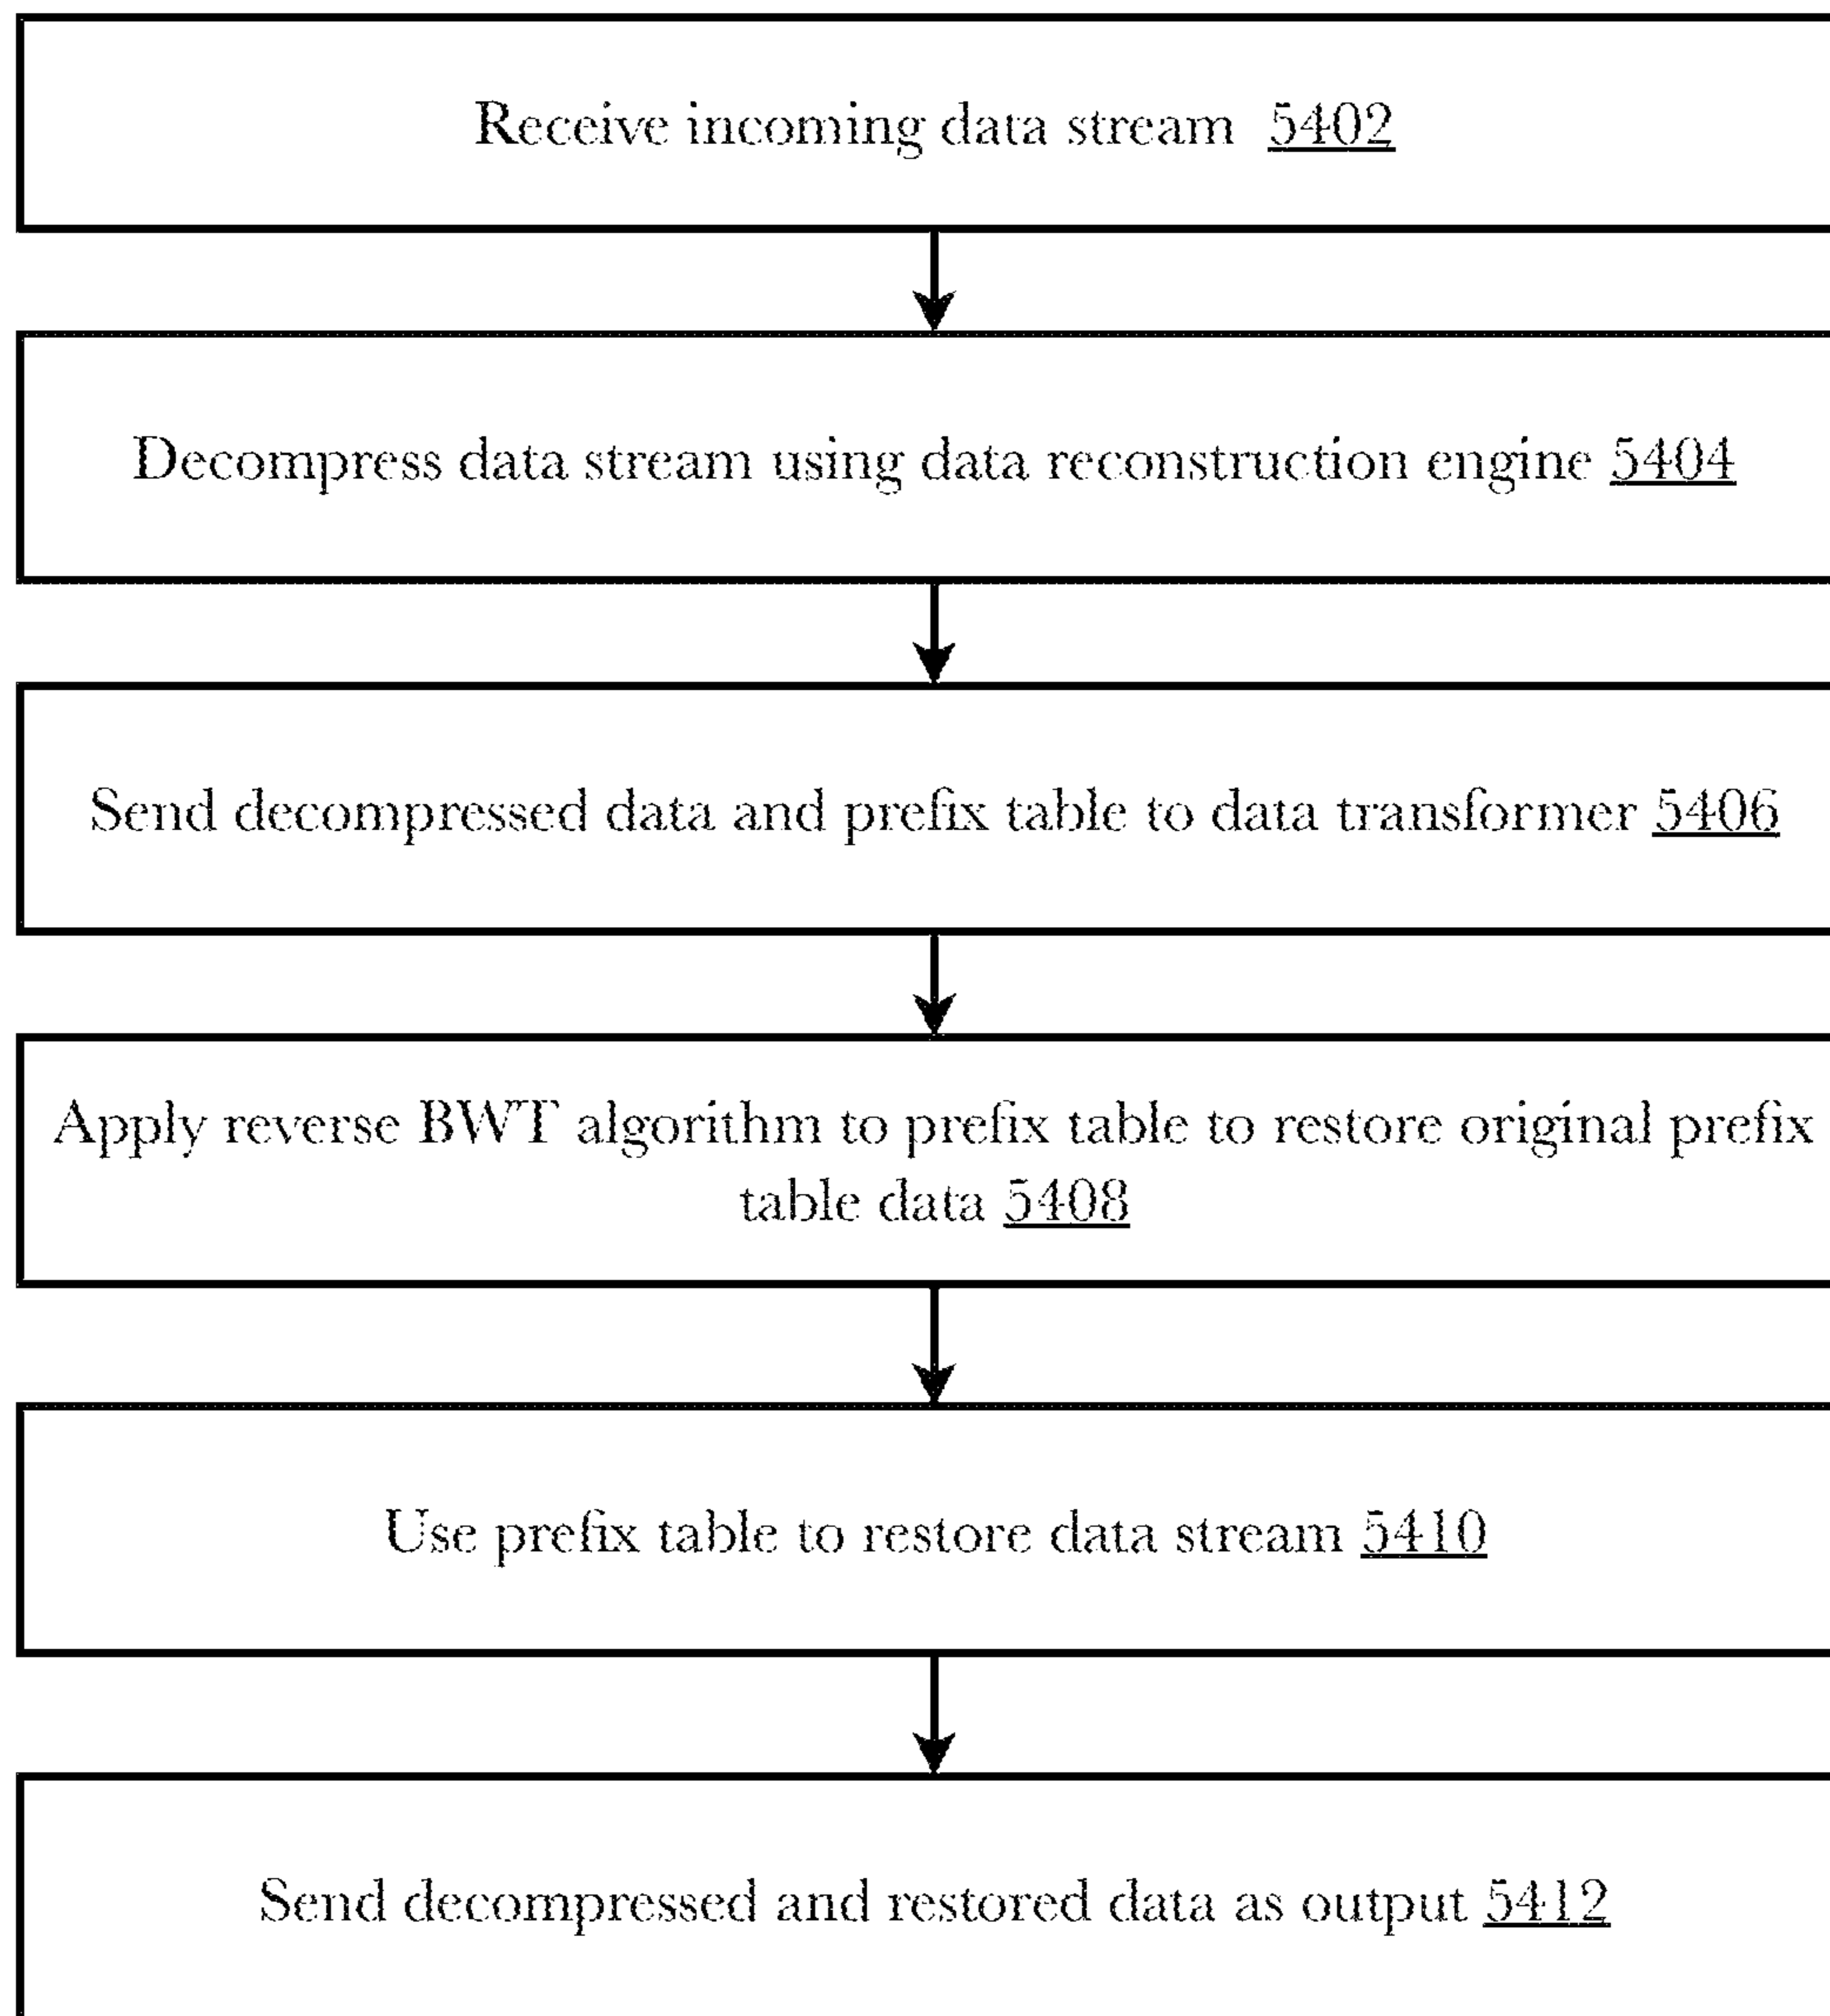 Receive incoming data stream 5402
Decompress data stream using data reconstruction engine 5404
Send decompressed data and prefix table to data transformer 5406
Apply reverse BWT algorithm to prefix table to restore original prefix
table data 5408
Use prefix table to restore data stream 5410
Send decompressed and restored data as output 5412